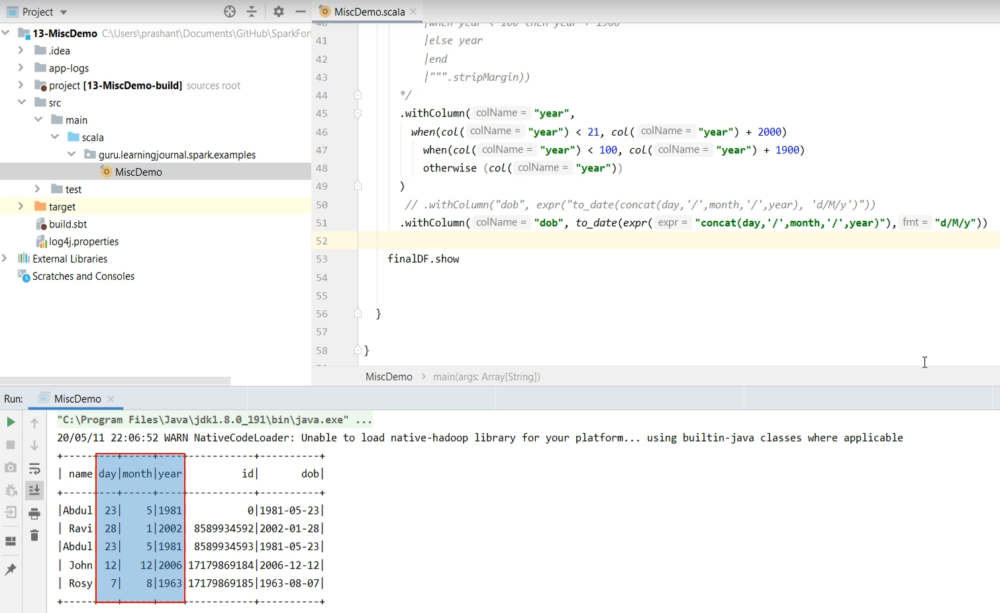 Project
MiscDemo.scala
13-MiscDemo C:\Users\prashant\Documents\GitHub\SparkFor
.idea
app-logs
project [13-MiscDemo-build] sources root
src
main
scala
guru.learningjournal.spark.examples
MiscDemo
test
target
build.sbt
log4j.properties
External Libraries
Scratches and Consoles
40 |when year < 100 then year + 1900
41 |else year
42 |end
43 |""".stripMargin))
44 */
45 .withColumn( colName = "year",
46 when(col( colName = "year") < 21, col( colName = "year") + 2000)
47 when(col( colName = "year") < 100, col( colName = "year") + 1900)
48 otherwise (col( colName = "year"))
49 )
50 // .withColumn("dob", expr("to_date(concat(day,'/',month,'/',year), 'd/M/y')"))
51 .withColumn( colName = "dob", to_date(expr( expr = "concat(day,'/',month,'/',year)"), fmt = "d/M/y"))
52
53 finalDF.show
54
55
56 }
57
58 }
MiscDemo > main(args: Array[String])
Run: MiscDemo
"C:\Program Files\Java\jdk1.8.0_191\bin\java.exe" ...
20/05/11 22:06:52 WARN NativeCodeLoader: Unable to load native-hadoop library for your platform... using builtin-java classes where applicable
+-----+---+-----+----+-----------+----------+
| name|day|month|year|         id|       dob|
+-----+---+-----+----+-----------+----------+
|Abdul| 23|    5|1981|          0|1981-05-23|
| Ravi| 28|    1|2002| 8589934592|2002-01-28|
|Abdul| 23|    5|1981| 8589934593|1981-05-23|
| John| 12|   12|2006|17179869184|2006-12-12|
| Rosy|  7|    8|1963|17179869185|1963-08-07|
+-----+---+-----+----+-----------+----------+